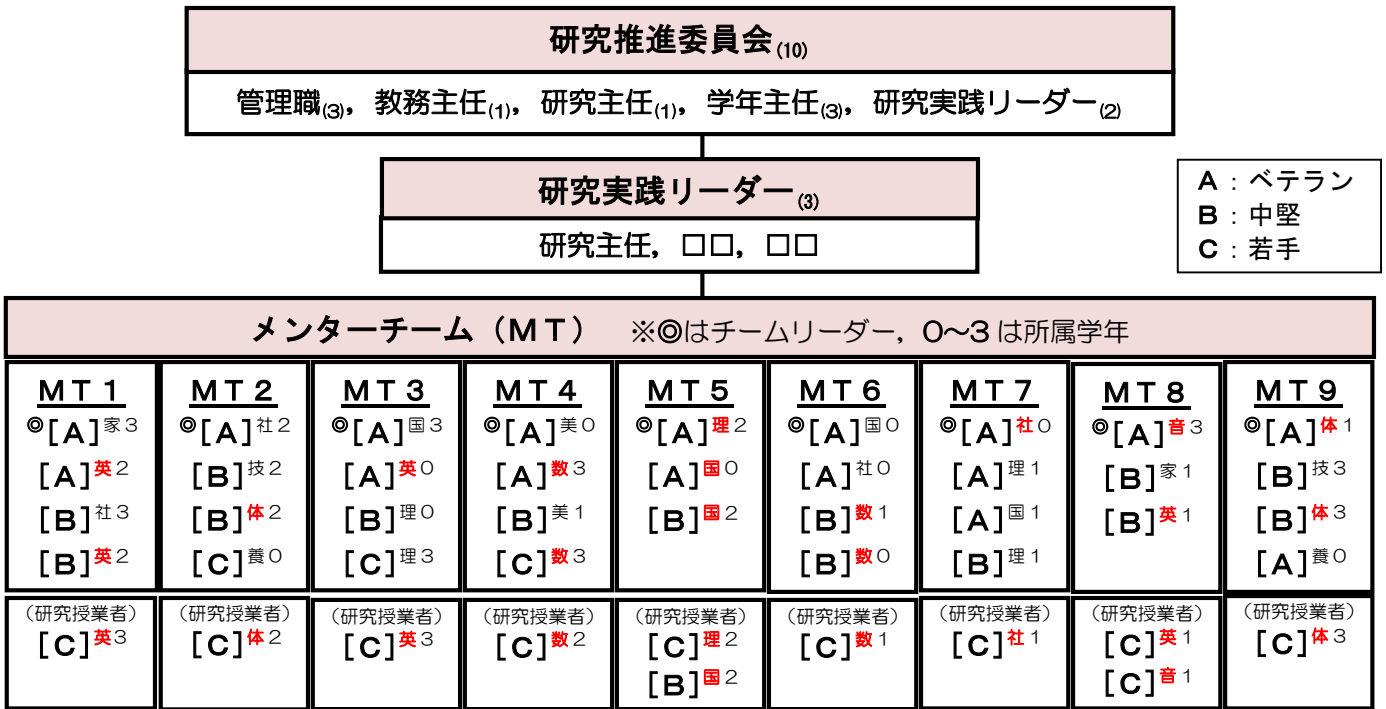 研究推進委員会(10)
管理職(3)，教務主任(1)，研究主任(1)，学年主任(3)，研究実践リーダー(2)
研究実践リーダー(3)
研究主任，□□，□□
A：ベテラン
B：中堅
C：若手
メンターチーム（ＭＴ）　※◎はチームリーダー，0～3は所属学年
ＭＴ１
◎[A]家3
[A]英2
[B]社3
[B]英2
（研究授業者）
[C]英3
ＭＴ２
◎[A]社2
[B]技2
[B]体2
[C]養0
（研究授業者）
[C]体2
ＭＴ３
◎[A]国3
[A]英0
[B]理0
[C]理3
（研究授業者）
[C]英3
ＭＴ４
◎[A]美0
[A]数3
[B]美1
[C]数3
（研究授業者）
[C]数2
ＭＴ５
◎[A]理2
[A]国0
[B]国2
（研究授業者）
[C]理2
[B]国2
ＭＴ６
◎[A]国0
[A]社0
[B]数1
[B]数0
（研究授業者）
[C]数1
ＭＴ７
◎[A]社0
[A]理1
[A]国1
[B]理1
（研究授業者）
[C]社1
ＭＴ８
◎[A]音3
[B]家1
[B]英1
（研究授業者）
[C]英1
[C]音1
ＭＴ９
◎[A]体1
[B]技3
[B]体3
[A]養0
（研究授業者）
[C]体3